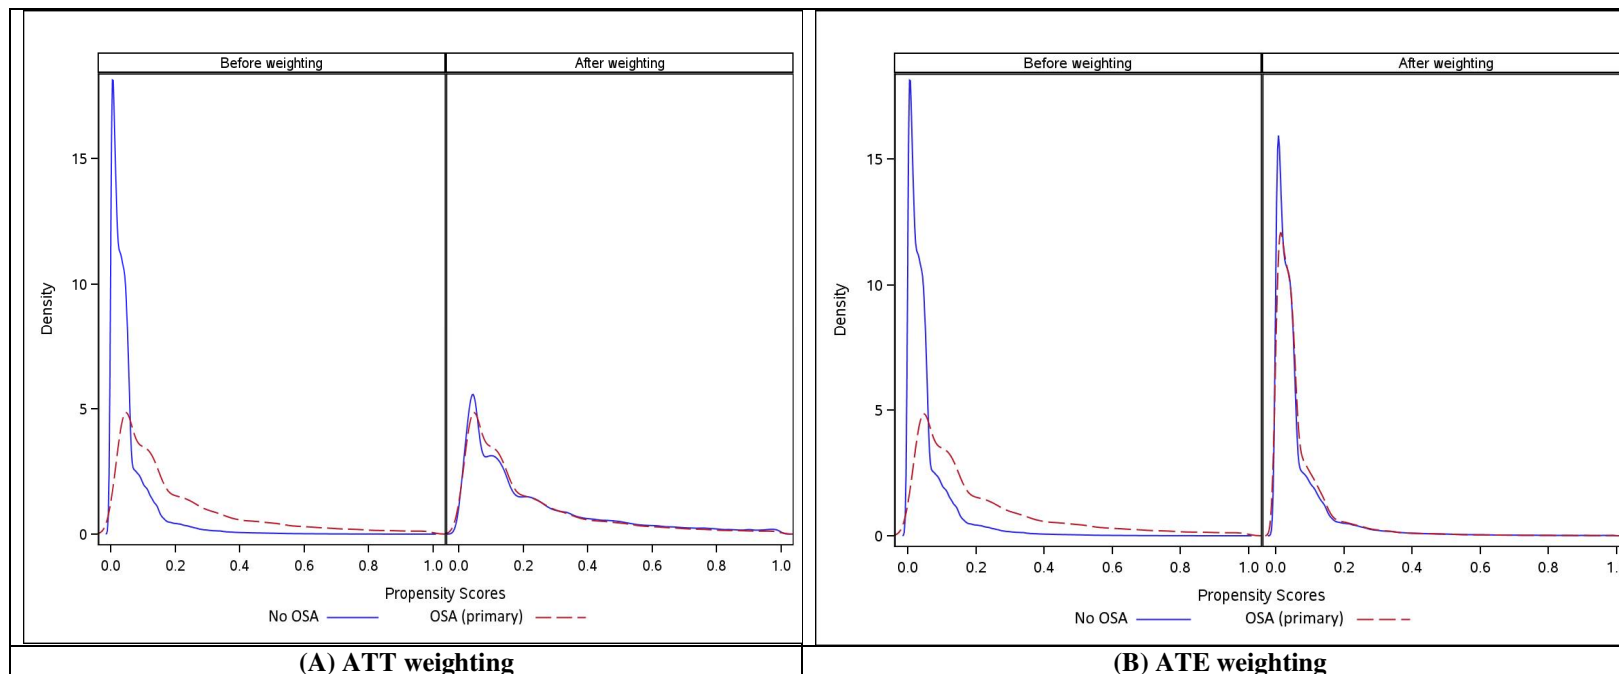 Before weighting
After weighting
Density
15
10
5
0
0.0 0.2 0.4 0.6 0.8 1.0 0.0 0.2 0.4 0.6 0.8 1.0
Propensity Scores
No OSA OSA (primary)
(A) ATT weighting
Before weighting
After weighting
Density
15
10
5
0
0.0 0.2 0.4 0.6 0.8 1.0 0.0 0.2 0.4 0.6 0.8 1.
Propensity Scores
No OSA OSA (primary)
(B) ATE weighting